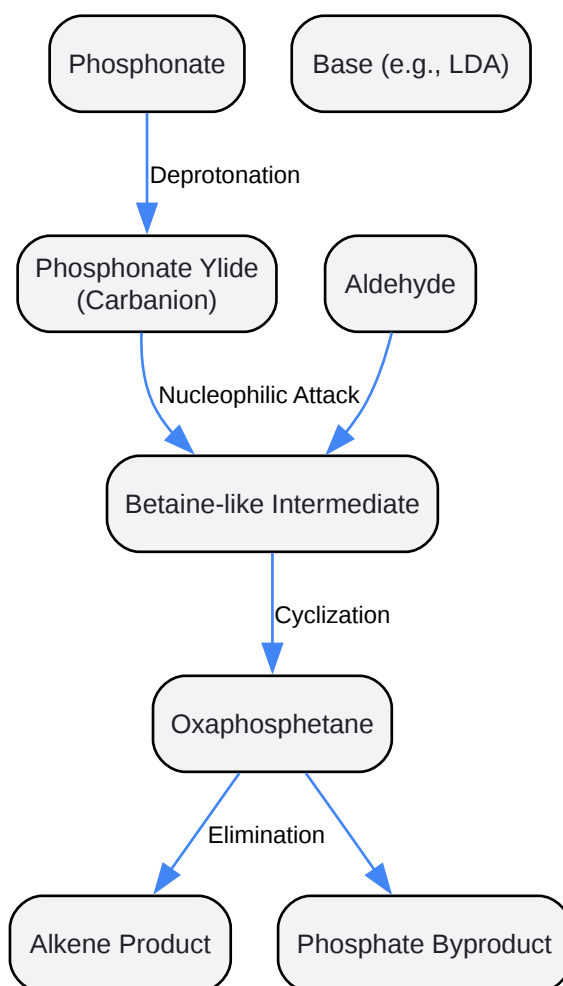 Phosphonate
Base (e.g., LDA)
Deprotonation
Phosphonate Ylide
(Carbanion)
Aldehyde
Nucleophilic Attack
Betaine-like Intermediate
Cyclization
Oxaphosphetane
Elimination
Alkene Product
Phosphate Byproduct